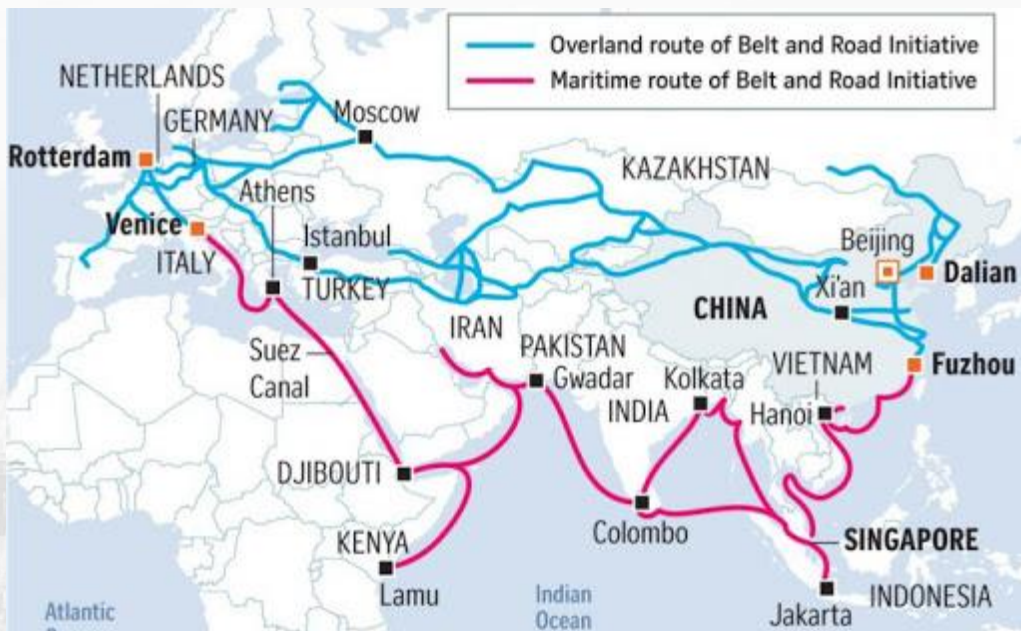 Overland route of Belt and Road Initiative
Maritime route of Belt and Road Initiative
NETHERLANDS
GERMANY
Moscow
Rotterdam
KAZAKHSTAN
Athens
Venice
Istanbul
Beijing
ITALY
TURKEY
Dalian
Xi'an
CHINA
IRAN
Suez
Canal
PAKISTAN
Gwadar
Kolkata
VIETNAM
Fuzhou
INDIA
Hanoi
DJIBOUTI
Colombo
SINGAPORE
KENYA
Lamu
Indian
Ocean
INDONESIA
Jakarta
Atlantic